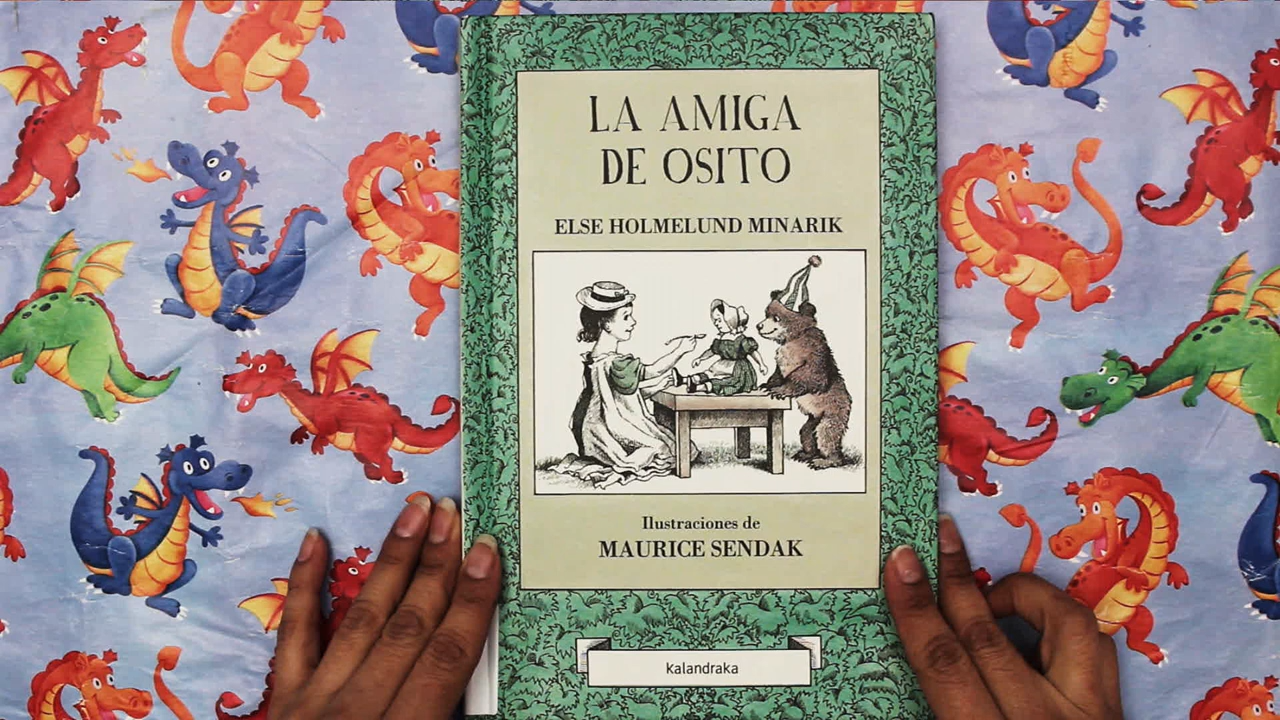 LA AMIGA
DE OSITO
ELSE HOLMELUND MINARIK
Ilustraciones de
MAURICE SENDAK
Kalandraka